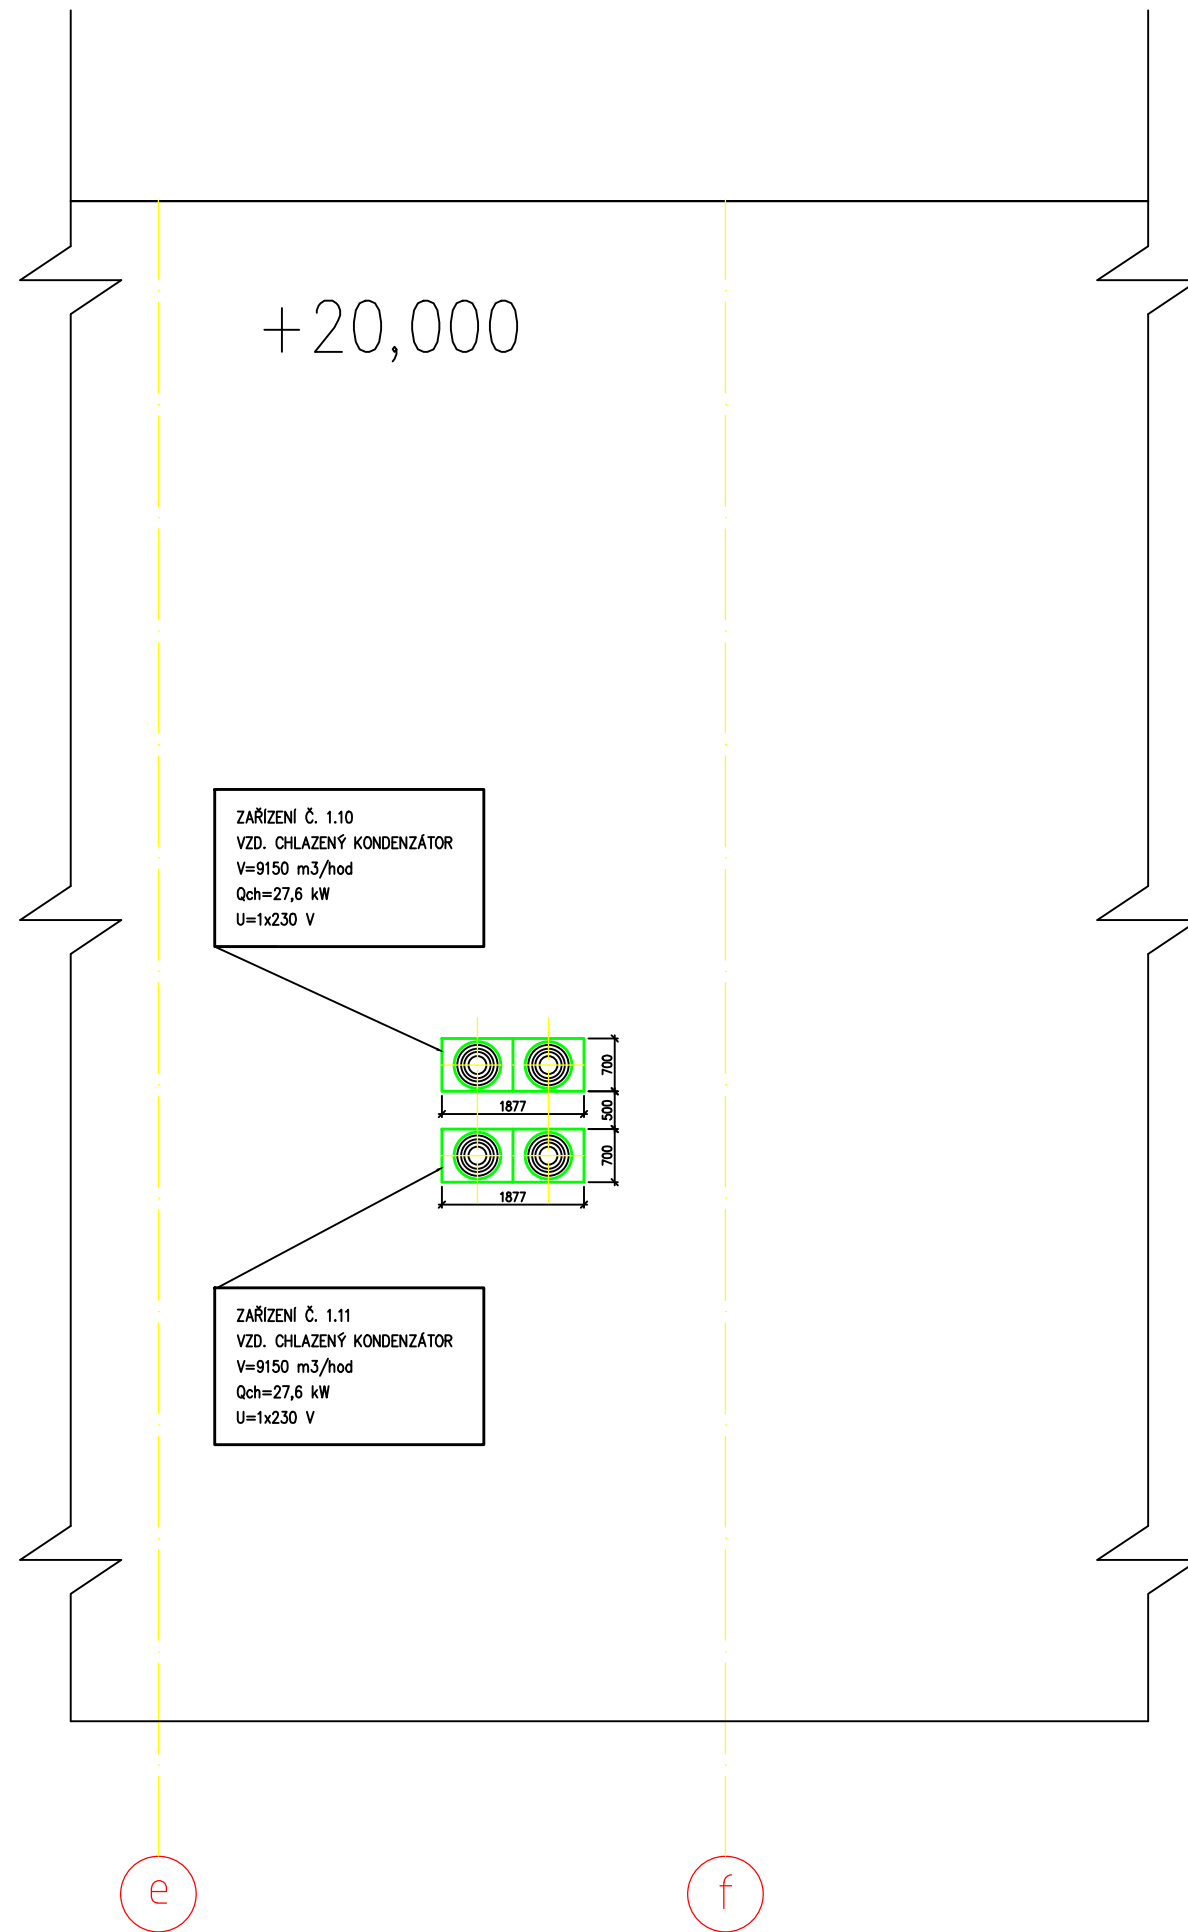 +20,000
ZAŘÍZENÍ Č. 1.10
VZD. CHLAZENÝ KONDENZÁTOR
V=9150 m3/hod
Qch=27,6 kW
U=1x230 V
700
1877
500
700
1877
ZAŘÍZENÍ Č. 1.11
VZD. CHLAZENÝ KONDENZÁTOR
V=9150 m3/hod
Qch=27,6 kW
U=1x230 V
e
f